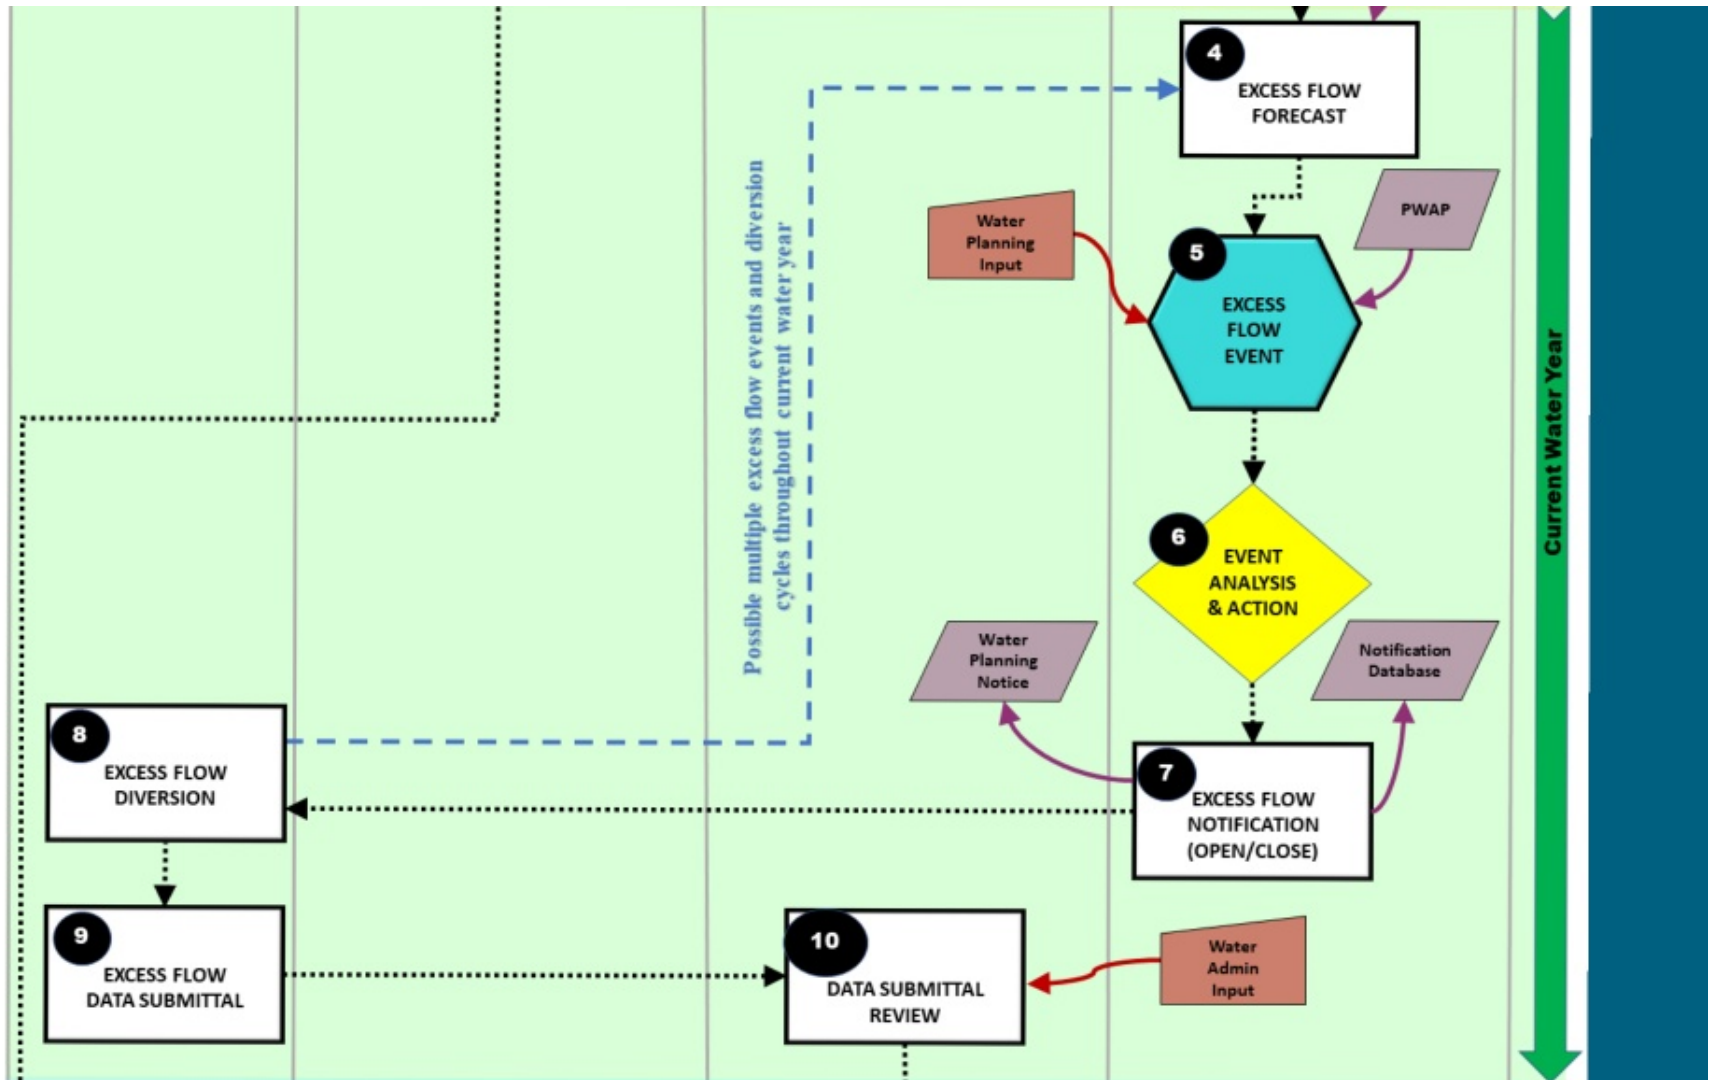 4
EXCESS FLOW
FORECAST
Water
Planning
Input
PWAP
5
EXCESS
FLOW
EVENT
Possible multiple excess flow events and diversion
cycles throughout current water year
Current Water Year
6
EVENT
ANALYSIS
& ACTION
Water
Planning
Notice
Notification
Database
8
EXCESS FLOW
DIVERSION
7
EXCESS FLOW
NOTIFICATION
(OPEN/CLOSE)
9
EXCESS FLOW
DATA SUBMITTAL
10
DATA SUBMITTAL
REVIEW
Water
Admin
Input